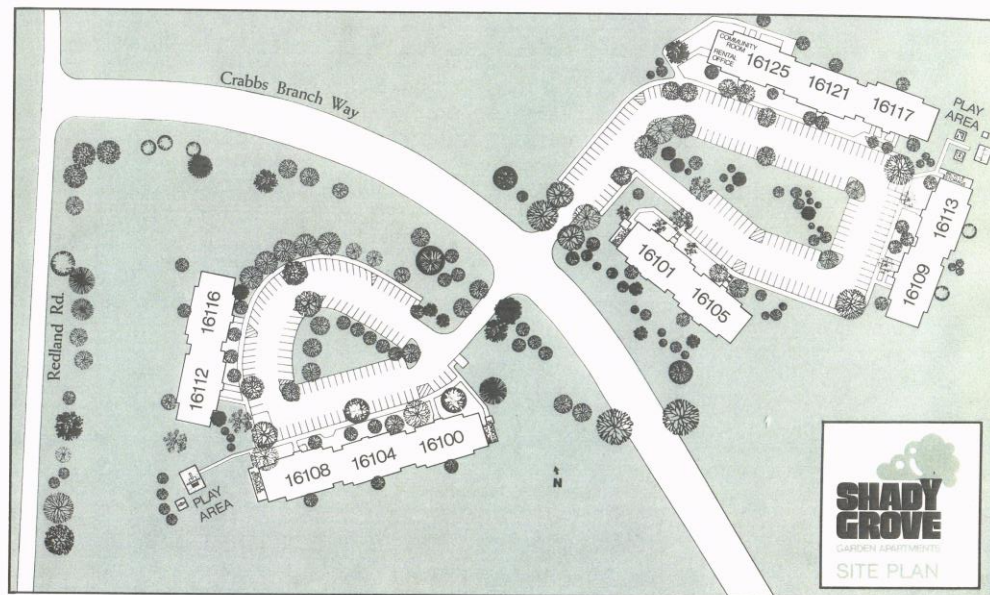 Crabbs Branch Way
Redland Rd.
COMMUNITY
ROOM
RENTAL
OFFICE
16125
16121
16117
PLAY
AREA
16113
16109
16101
16105
16116
16112
16108
16104
16100
PLAY
AREA
N
SHADY
GROVE
GARDEN APARTMENTS
SITE PLAN